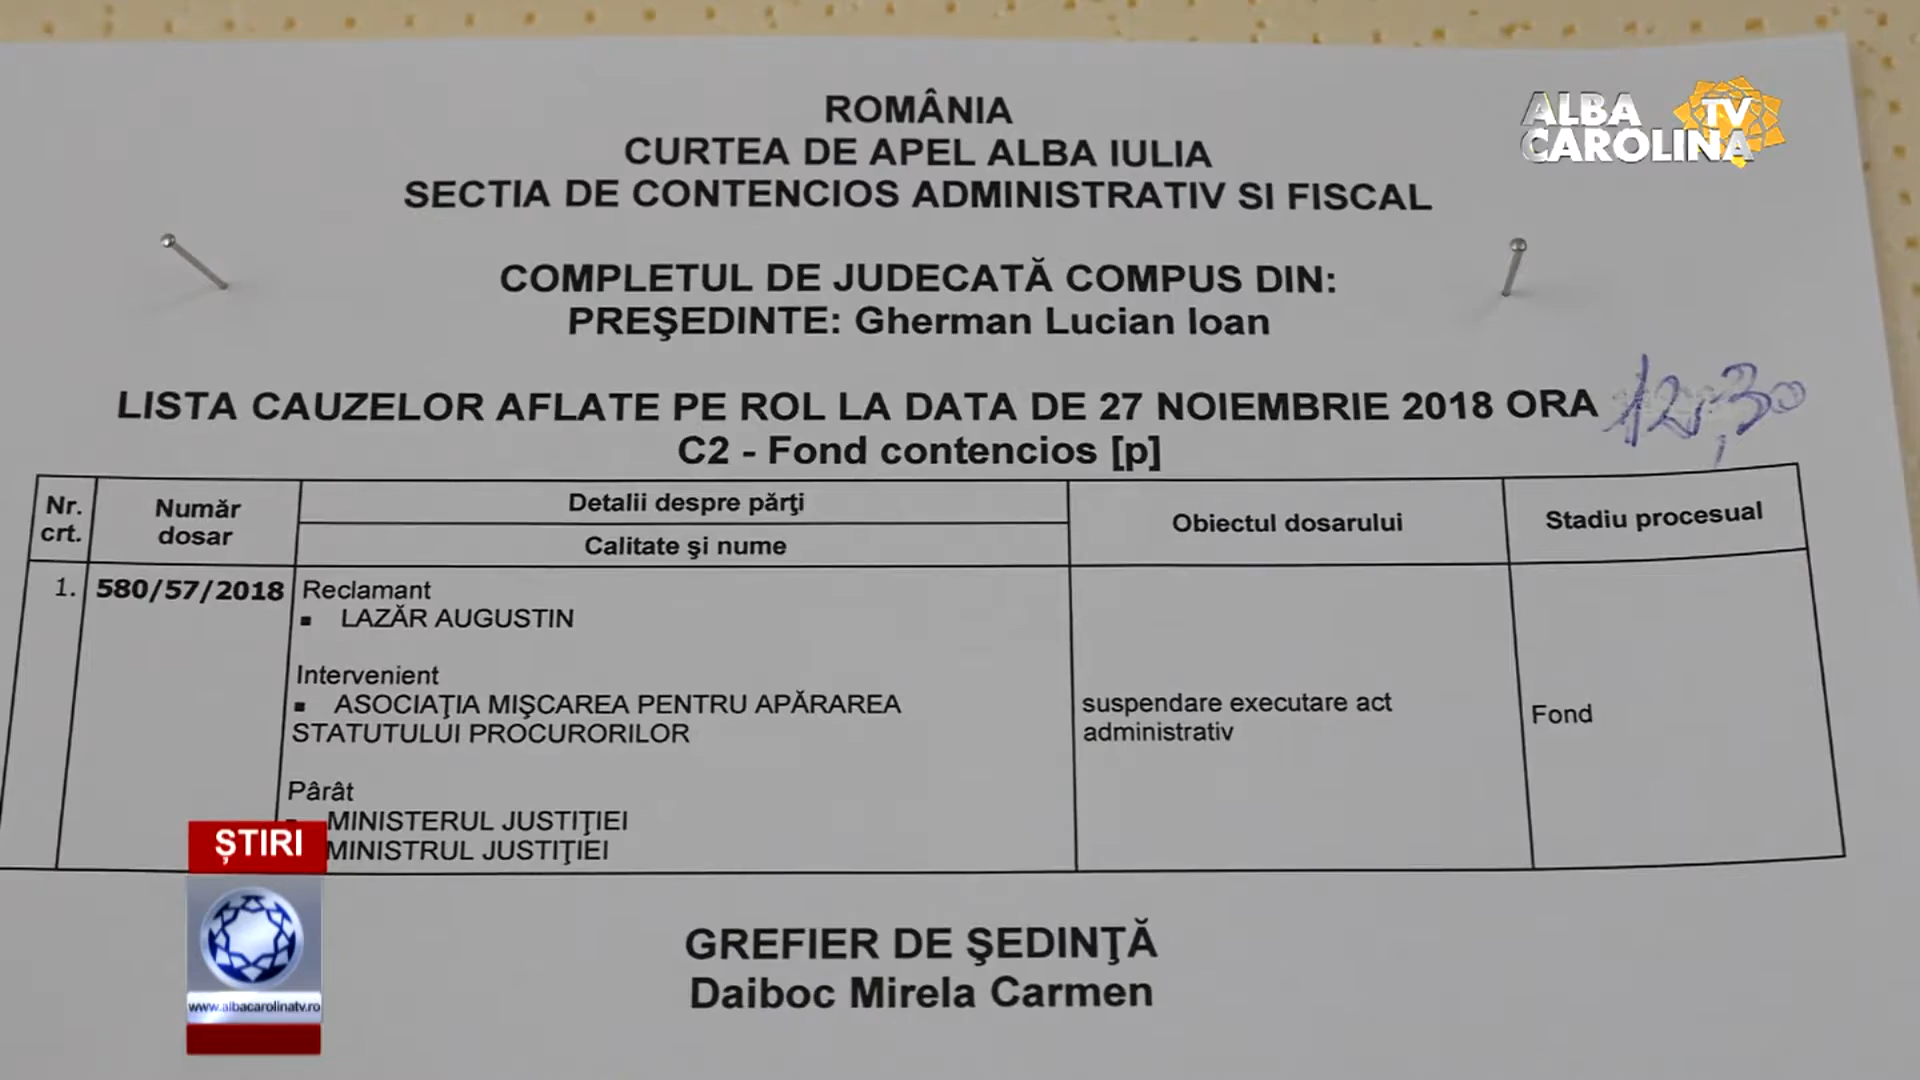 ROMÂNIA
CURTEA DE APEL ALBA IULIA
SECTIA DE CONTENCIOS ADMINISTRATIV SI FISCAL
ALBA TV
CAROLINA
COMPLETUL DE JUDECATĂ COMPUS DIN:
PREŞEDINTE: Gherman Lucian Ioan
LISTA CAUZELOR AFLATE PE ROL LA DATA DE 27 NOIEMBRIE 2018 ORA 12,30
C2 - Fond contencios [p]
Nr. crt.
Număr dosar
Detalii despre părţi
Calitate şi nume
Obiectul dosarului
Stadiu procesual
1.
580/57/2018
Reclamant
▪ LAZĂR AUGUSTIN
Intervenient
▪ ASOCIAŢIA MIŞCAREA PENTRU APĂRAREA
STATUTULUI PROCURORILOR
Pârât
▪ MINISTERUL JUSTIŢIEI
MINISTRUL JUSTIŢIEI
suspendare executare act
administrativ
Fond
ȘTIRI
www.albacarolinatv.ro
GREFIER DE ŞEDINŢĂ
Daiboc Mirela Carmen